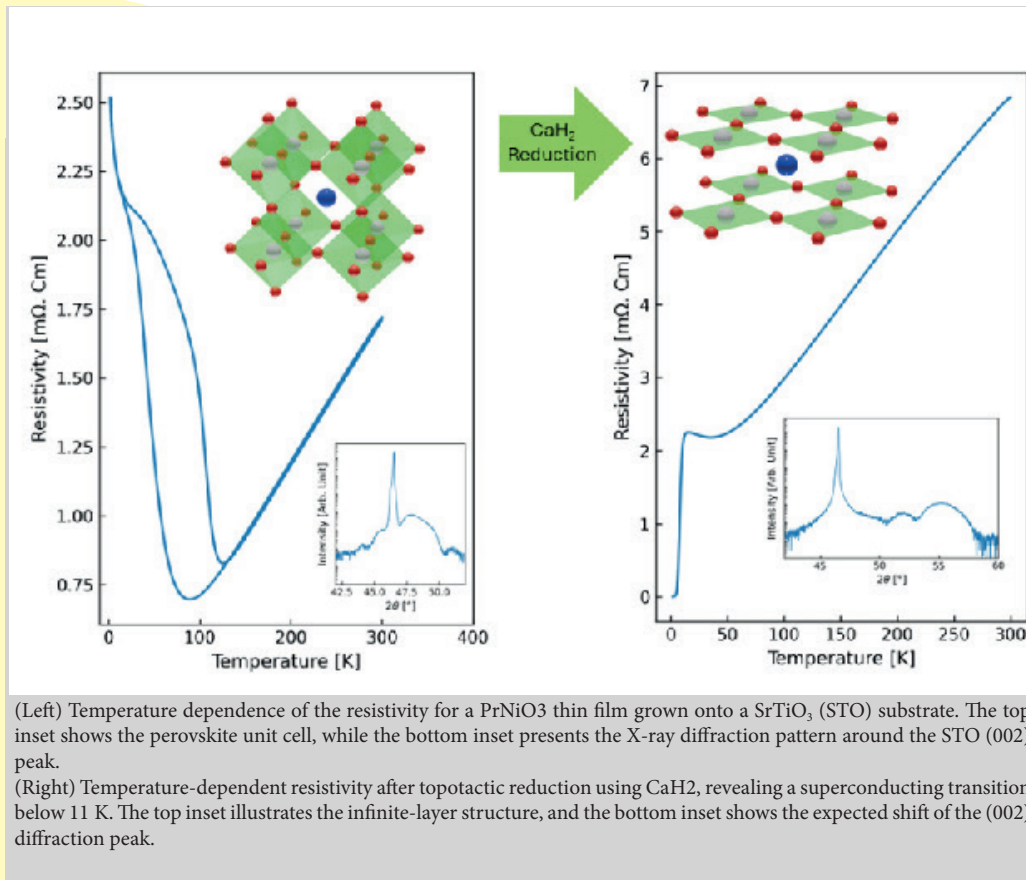 2.50
2.25
2.00
1.75
1.50
1.25
1.00
0.75
Resistivity [mΩ. Cm]
0 100 200 300 400
Temperature [K]
Intensity [Arb. Unit]
42.5 45.0 47.5 50.0
2θ [°]
CaH₂
Reduction
7
6
5
4
3
2
1
0
Resistivity [mΩ. Cm]
0 50 100 150 200 250 300
Temperature [K]
Intensity [Arb. Unit]
45 50 55 60
2θ [°]
(Left) Temperature dependence of the resistivity for a PrNiO3 thin film grown onto a SrTiO₃ (STO) substrate. The top
inset shows the perovskite unit cell, while the bottom inset presents the X-ray diffraction pattern around the STO (002)
peak.
(Right) Temperature-dependent resistivity after topotactic reduction using CaH2, revealing a superconducting transition
below 11 K. The top inset illustrates the infinite-layer structure, and the bottom inset shows the expected shift of the (002)
diffraction peak.